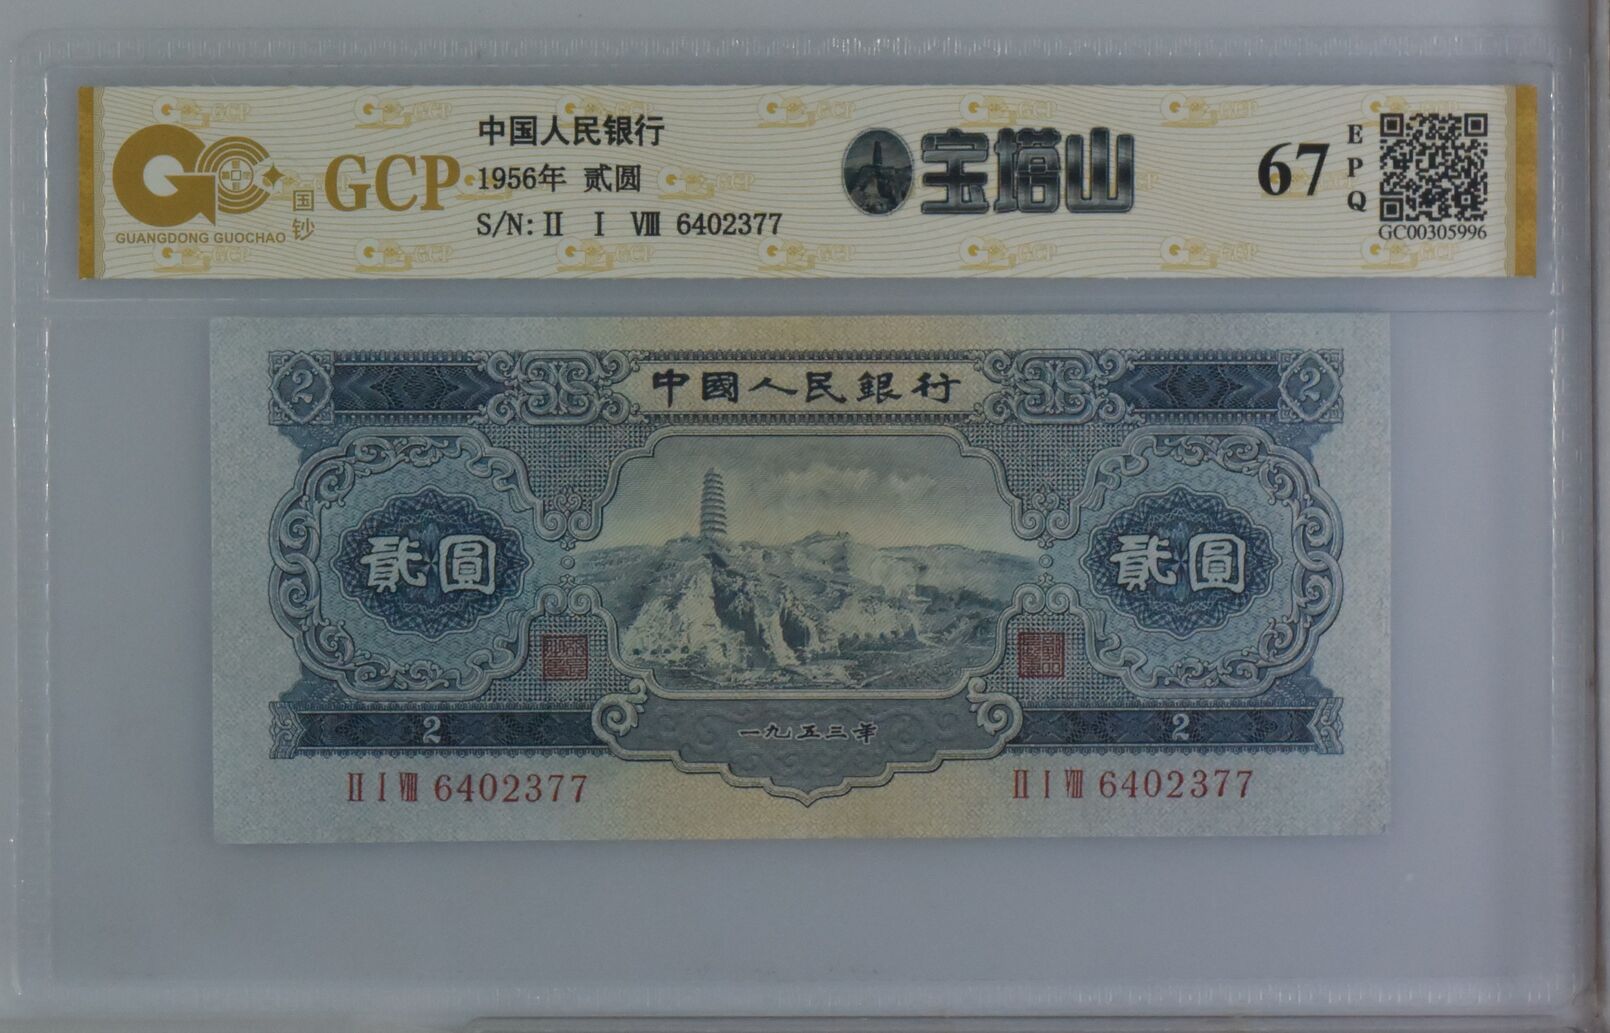 GCP
GUANGDONG GUOCHAO
国钞
中国人民银行
1956年 贰圆
S/N: Ⅱ Ⅰ Ⅷ 6402377
宝塔山
67
EPQ
GC00305996
2 中國人民銀行 2
貳圓 貳圓
2 一九五三年 2
Ⅱ Ⅰ Ⅷ 6402377 Ⅱ Ⅰ Ⅷ 6402377